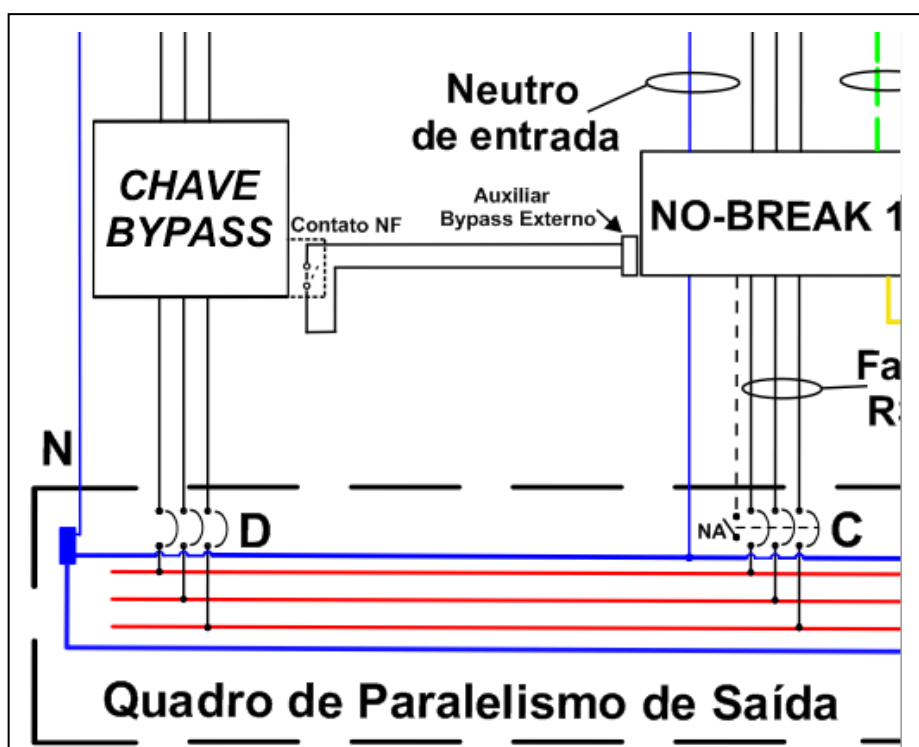 Neutro
de entrada
CHAVE
BYPASS
Contato NF
Auxiliar
Bypass Externo
NO-BREAK 1
Fa
R
N
D
NA
C
Quadro de Paralelismo de Saída